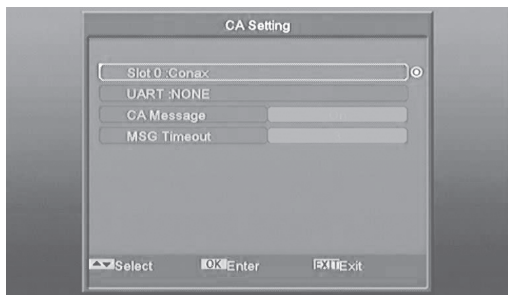 CA Setting
Slot 0 :Conax
UART :NONE
CA Message
MSG Timeout
Select OK Enter EXIT Exit